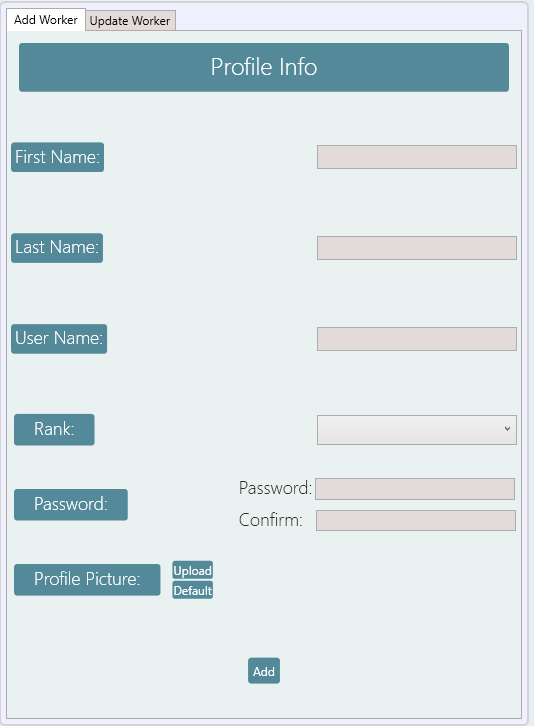 Add Worker
Update Worker
Profile Info
First Name:
Last Name:
User Name:
Rank:
Password:
Password:
Confirm:
Profile Picture:
Upload
Default
Add